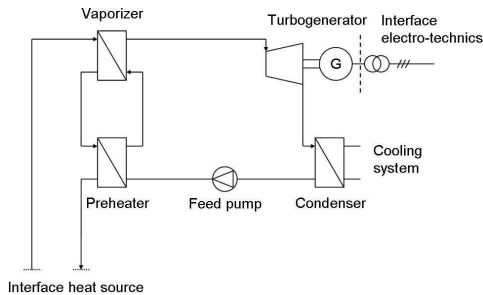 Vaporizer
Turbogenerator
Interface
electro-technics
G
Cooling
system
Preheater
Feed pump
Condenser
Interface heat source